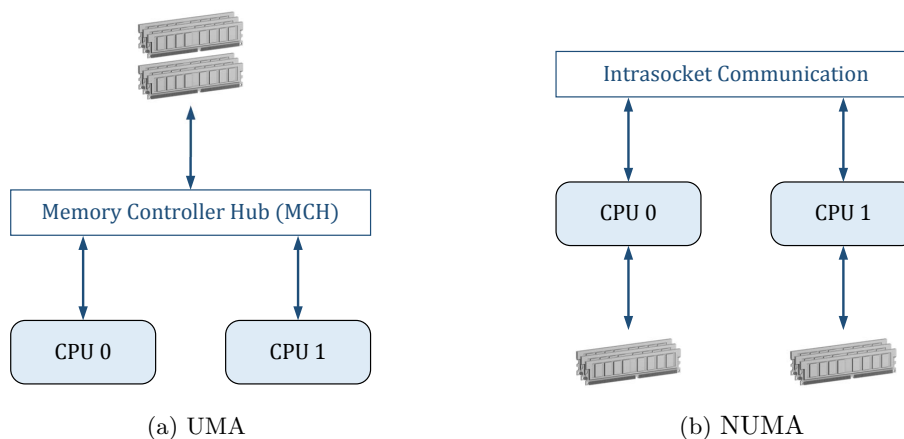 Memory Controller Hub (MCH)
CPU 0
CPU 1
(a) UMA
Intrasocket Communication
CPU 0
CPU 1
(b) NUMA